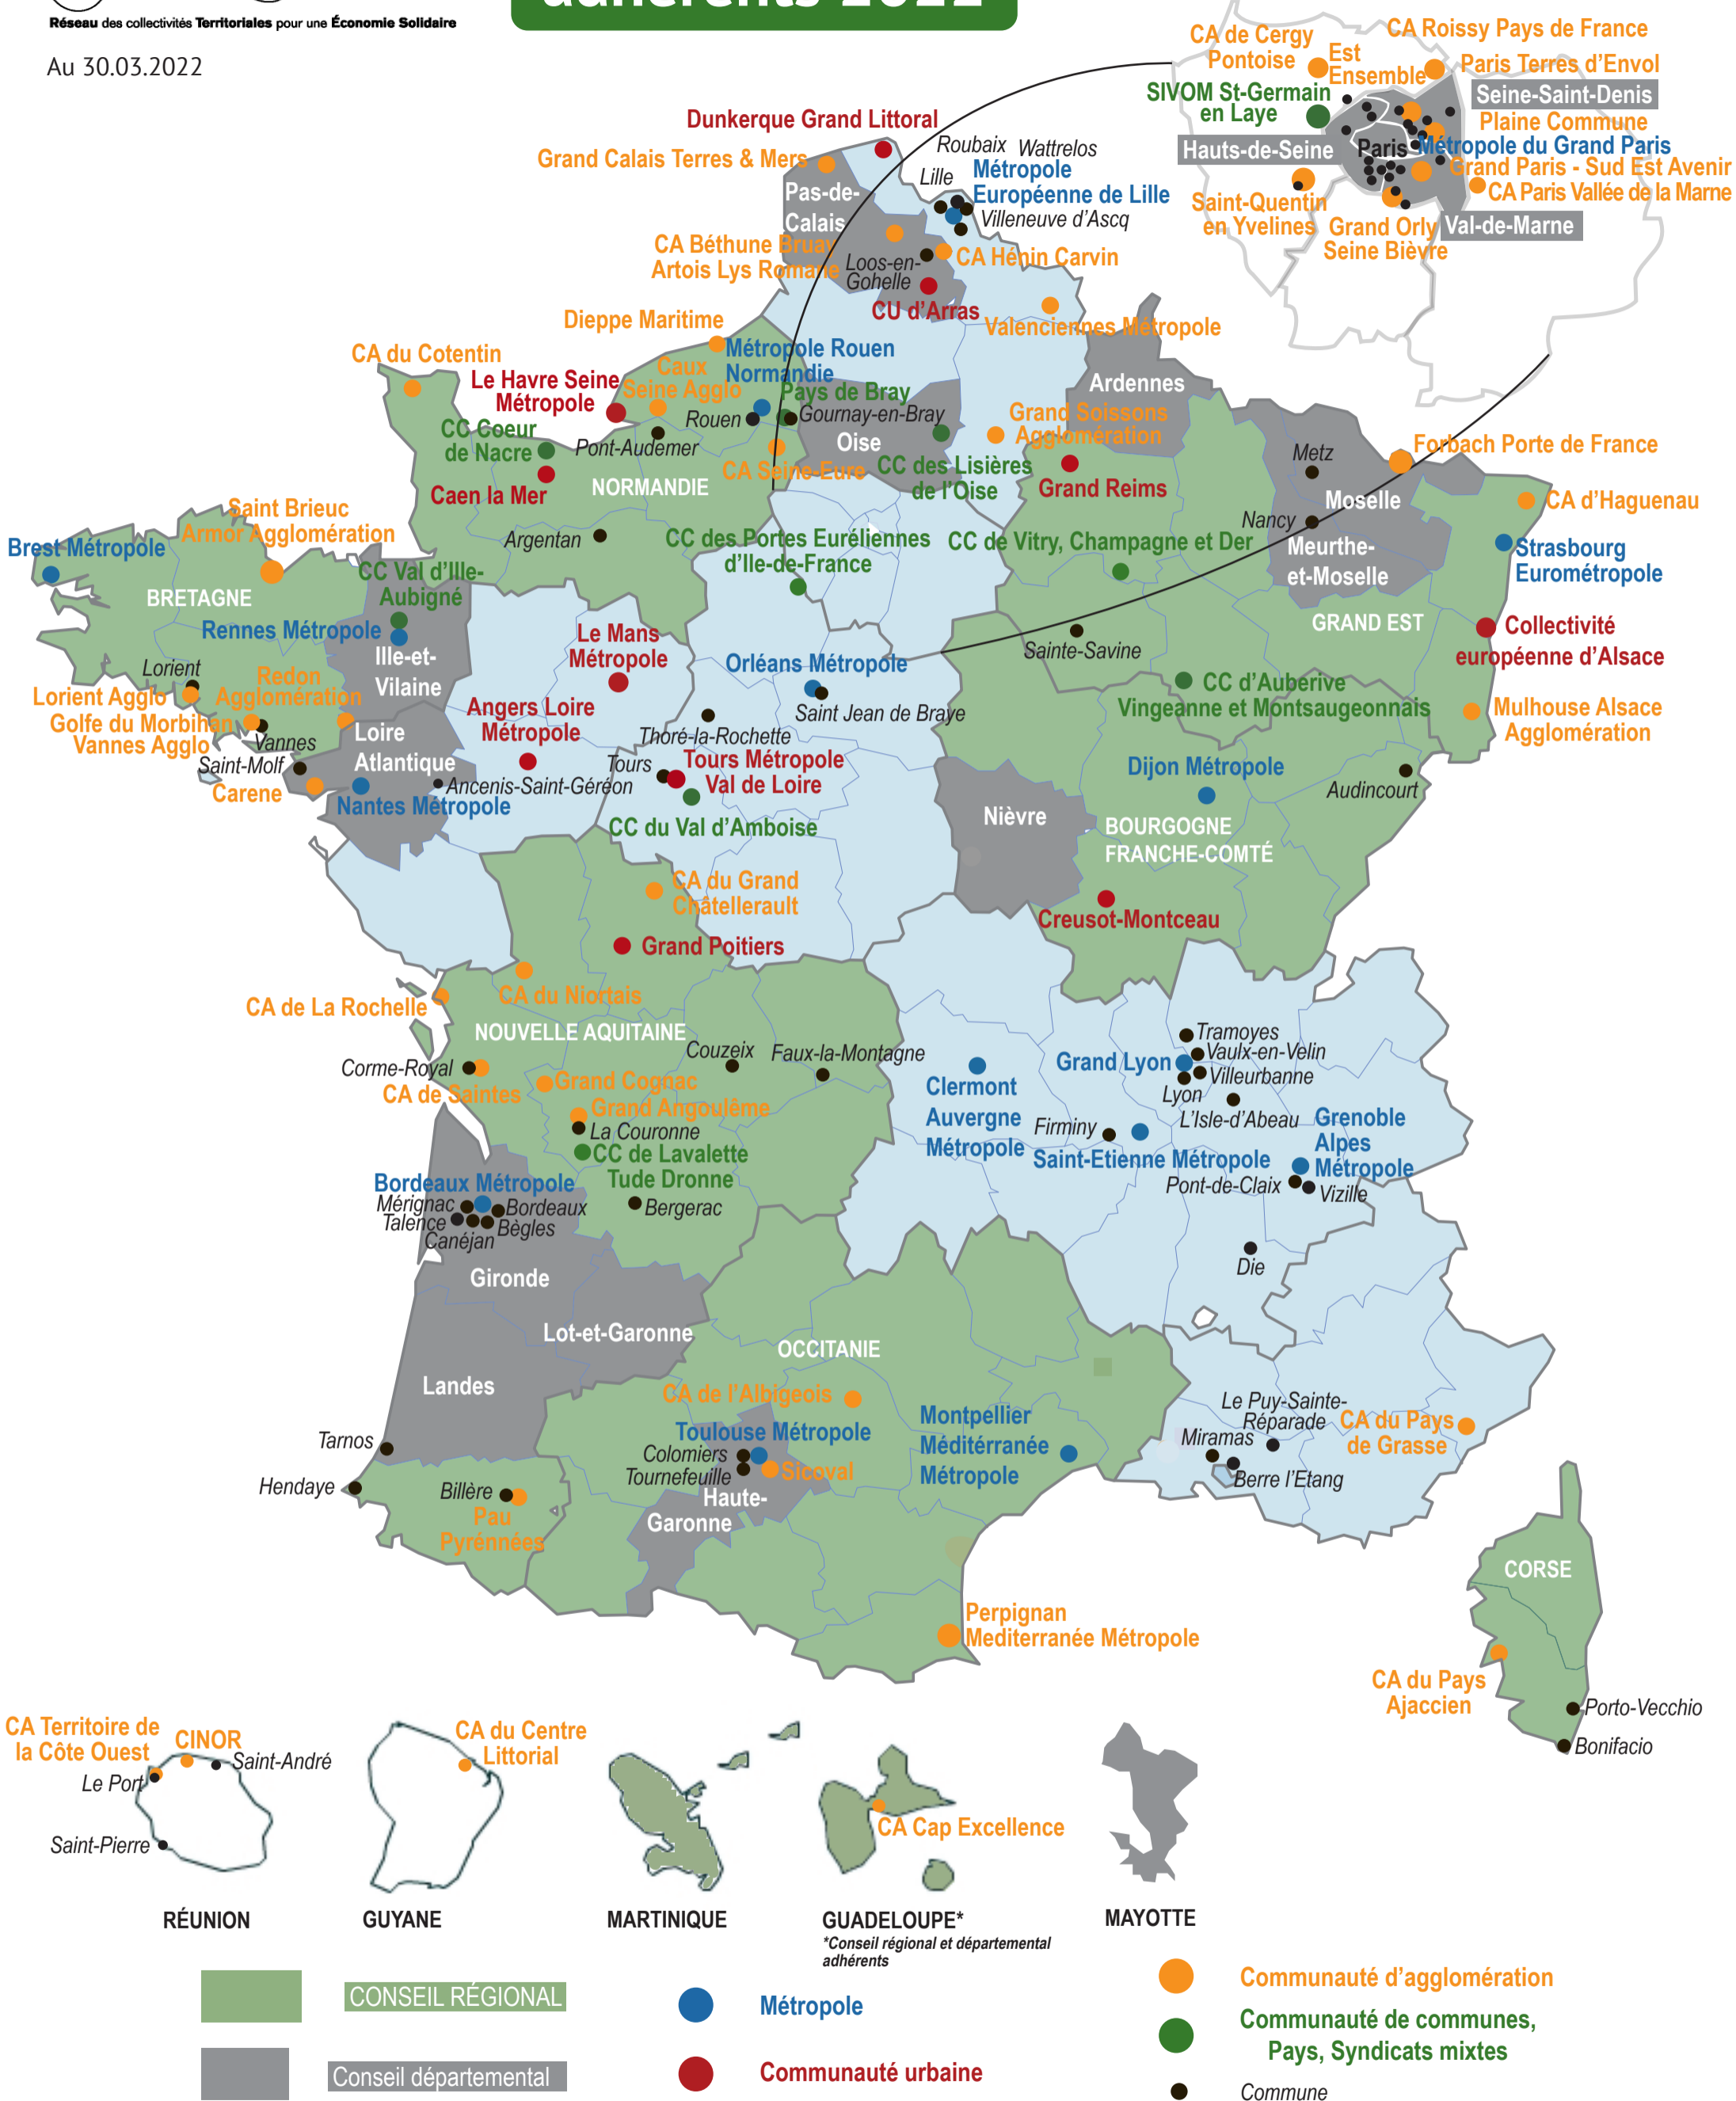 adhérents 2022
Réseau des collectivités Territoriales pour une Économie Solidaire
Au 30.03.2022
CA de Cergy
Pontoise
Est
Ensemble
CA Roissy Pays de France
Paris Terres d'Envol
SIVOM St-Germain
en Laye
Seine-Saint-Denis
Plaine Commune
Hauts-de-Seine
Paris
Métropole du Grand Paris
Grand Paris - Sud Est Avenir
CA Paris Vallée de la Marne
Saint-Quentin
en Yvelines
Grand Orly
Seine Bièvre
Val-de-Marne
Dunkerque Grand Littoral
Grand Calais Terres & Mers
Roubaix
Wattrelos
Lille
Métropole
Européenne de Lille
Villeneuve d'Ascq
Pas-de-
Calais
CA Béthune Bruay
Artois Lys Romane
Loos-en-
Gohelle
CA Hénin Carvin
CU d'Arras
Valenciennes Métropole
Dieppe Maritime
CA du Cotentin
Métropole Rouen
Normandie
Le Havre Seine
Métropole
Caux
Seine Agglo
Pays de Bray
Rouen
Gournay-en-Bray
Ardennes
Grand Soissons
Agglomération
CC Coeur
de Nacre
Pont-Audemer
Oise
CA Seine-Eure
CC des Lisières
de l'Oise
Grand Reims
Caen la Mer
NORMANDIE
Metz
Forbach Porte de France
Moselle
CA d'Haguenau
Nancy
Meurthe-
et-Moselle
Strasbourg
Eurométropole
Saint Brieuc
Armor Agglomération
Brest Métropole
Argentan
CC des Portes Euréliennes
d'Ile-de-France
CC de Vitry, Champagne et Der
CC Val d'Ille-
Aubigné
BRETAGNE
Rennes Métropole
Ille-et-
Vilaine
Le Mans
Métropole
Orléans Métropole
Saint Jean de Braye
Sainte-Savine
GRAND EST
Collectivité
européenne d'Alsace
CC d'Auberive
Vingeanne et Montsaugeonnais
Mulhouse Alsace
Agglomération
Lorient
Lorient Agglo
Redon
Agglomération
Golfe du Morbihan
Vannes Agglo
Vannes
Loire
Atlantique
Angers Loire
Métropole
Thoré-la-Rochette
Tours
Tours Métropole
Val de Loire
Saint-Molf
Carene
Ancenis-Saint-Géréon
Nantes Métropole
CC du Val d'Amboise
Dijon Métropole
Audincourt
Nièvre
BOURGOGNE
FRANCHE-COMTÉ
CA du Grand
Châtellerault
Creusot-Montceau
Grand Poitiers
CA de La Rochelle
CA du Niortais
NOUVELLE AQUITAINE
Couzeix
Faux-la-Montagne
Corme-Royal
CA de Saintes
Grand Cognac
Grand Angoulême
La Couronne
CC de Lavalette
Tude Dronne
Clermont
Auvergne
Métropole
Tramoyes
Vaulx-en-Velin
Grand Lyon
Villeurbanne
Lyon
L'Isle-d'Abeau
Firminy
Saint-Etienne Métropole
Grenoble
Alpes
Métropole
Pont-de-Claix
Vizille
Die
Bordeaux Métropole
Mérignac
Bordeaux
Talence
Bègles
Canéjan
Bergerac
Gironde
Lot-et-Garonne
Landes
OCCITANIE
CA de l'Albigeois
Toulouse Métropole
Colomiers
Tournefeuille
Sicoval
Haute-
Garonne
Montpellier
Méditérranée
Métropole
Le Puy-Sainte-
Réparade
Miramas
Berre l'Etang
CA du Pays
de Grasse
Tarnos
Hendaye
Billère
Pau
Pyrénnées
Perpignan
Mediterranée Métropole
CORSE
CA du Pays
Ajaccien
Porto-Vecchio
Bonifacio
CA Territoire de
la Côte Ouest
CINOR
Saint-André
Le Port
Saint-Pierre
CA du Centre
Littorial
CA Cap Excellence
RÉUNION
GUYANE
MARTINIQUE
GUADELOUPE*
*Conseil régional et départemental
adhérents
MAYOTTE
CONSEIL RÉGIONAL
Conseil départemental
Métropole
Communauté urbaine
Communauté d'agglomération
Communauté de communes,
Pays, Syndicats mixtes
Commune